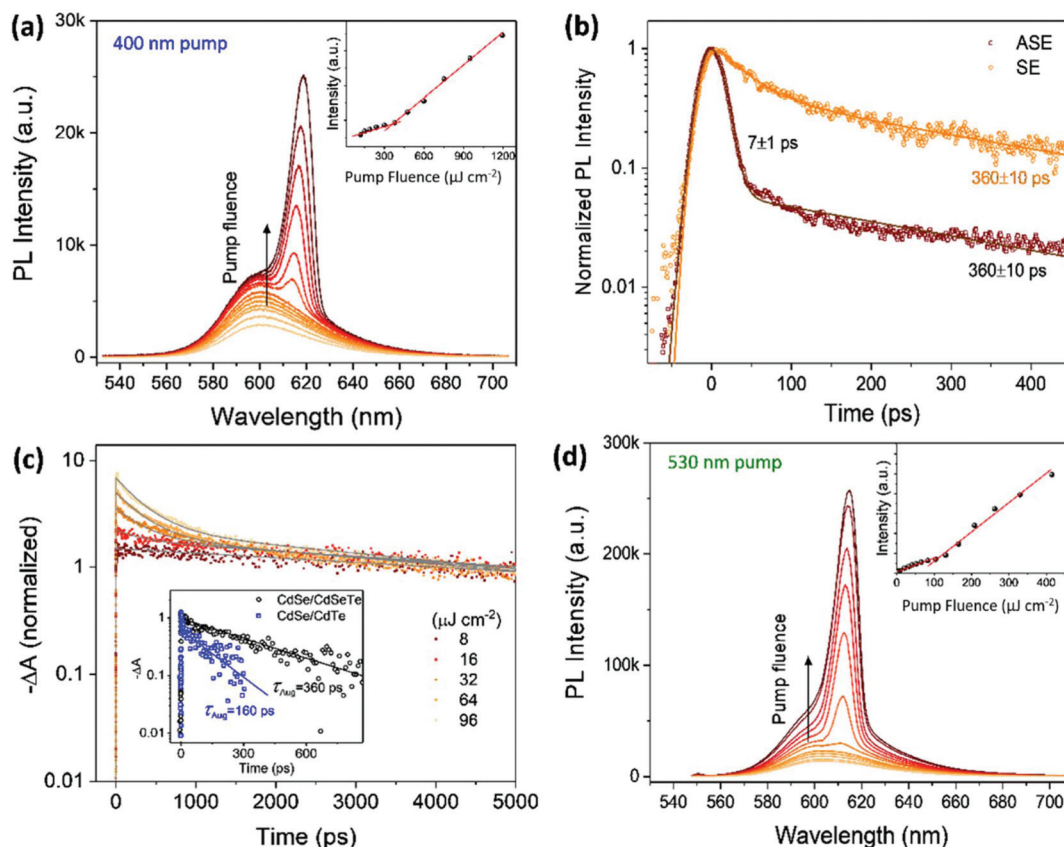 (a)
400 nm pump
PL Intensity (a.u.)
30k
20k
10k
0
Pump fluence
540 560 580 600 620 640 660 680 700
Wavelength (nm)
Intensity (a.u.)
300 600 900 1200
Pump Fluence (μJ cm-2)
(b)
Normalized PL Intensity
1
0.1
0.01
ASE
SE
7±1 ps
360±10 ps
360±10 ps
0 100 200 300 400
Time (ps)
(c)
-ΔA (normalized)
10
1
0.1
0.01
CdSe/CdSeTe
CdSe/CdTe
-ΔA
1
0.1
0.01
τAug=360 ps
τAug=160 ps
0 300 600
Time (ps)
(μJ cm-2)
8
16
32
64
96
0 1000 2000 3000 4000 5000
Time (ps)
(d)
530 nm pump
PL Intensity (a.u.)
300k
200k
100k
0
Pump fluence
540 560 580 600 620 640 660 680 700
Wavelength (nm)
Intensity (a.u.)
0 100 200 300 400
Pump Fluence (μJ cm-2)